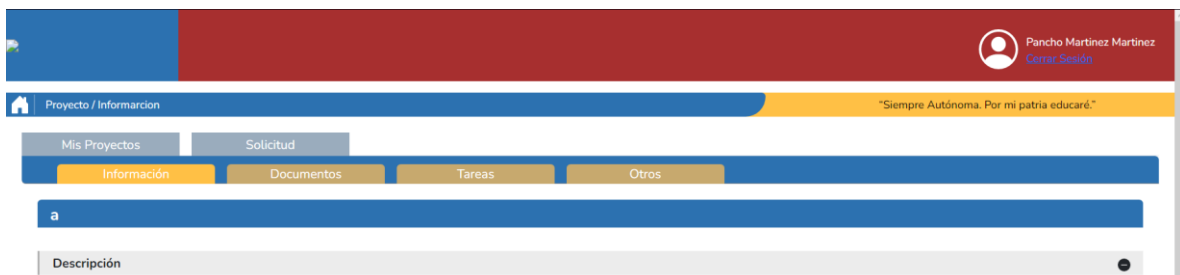 Pancho Martinez Martinez
Cerrar Sesión
Proyecto / Informarcion
"Siempre Autónoma. Por mi patria educaré."
Mis Proyectos
Solicitud
Información
Documentos
Tareas
Otros
a
Descripción